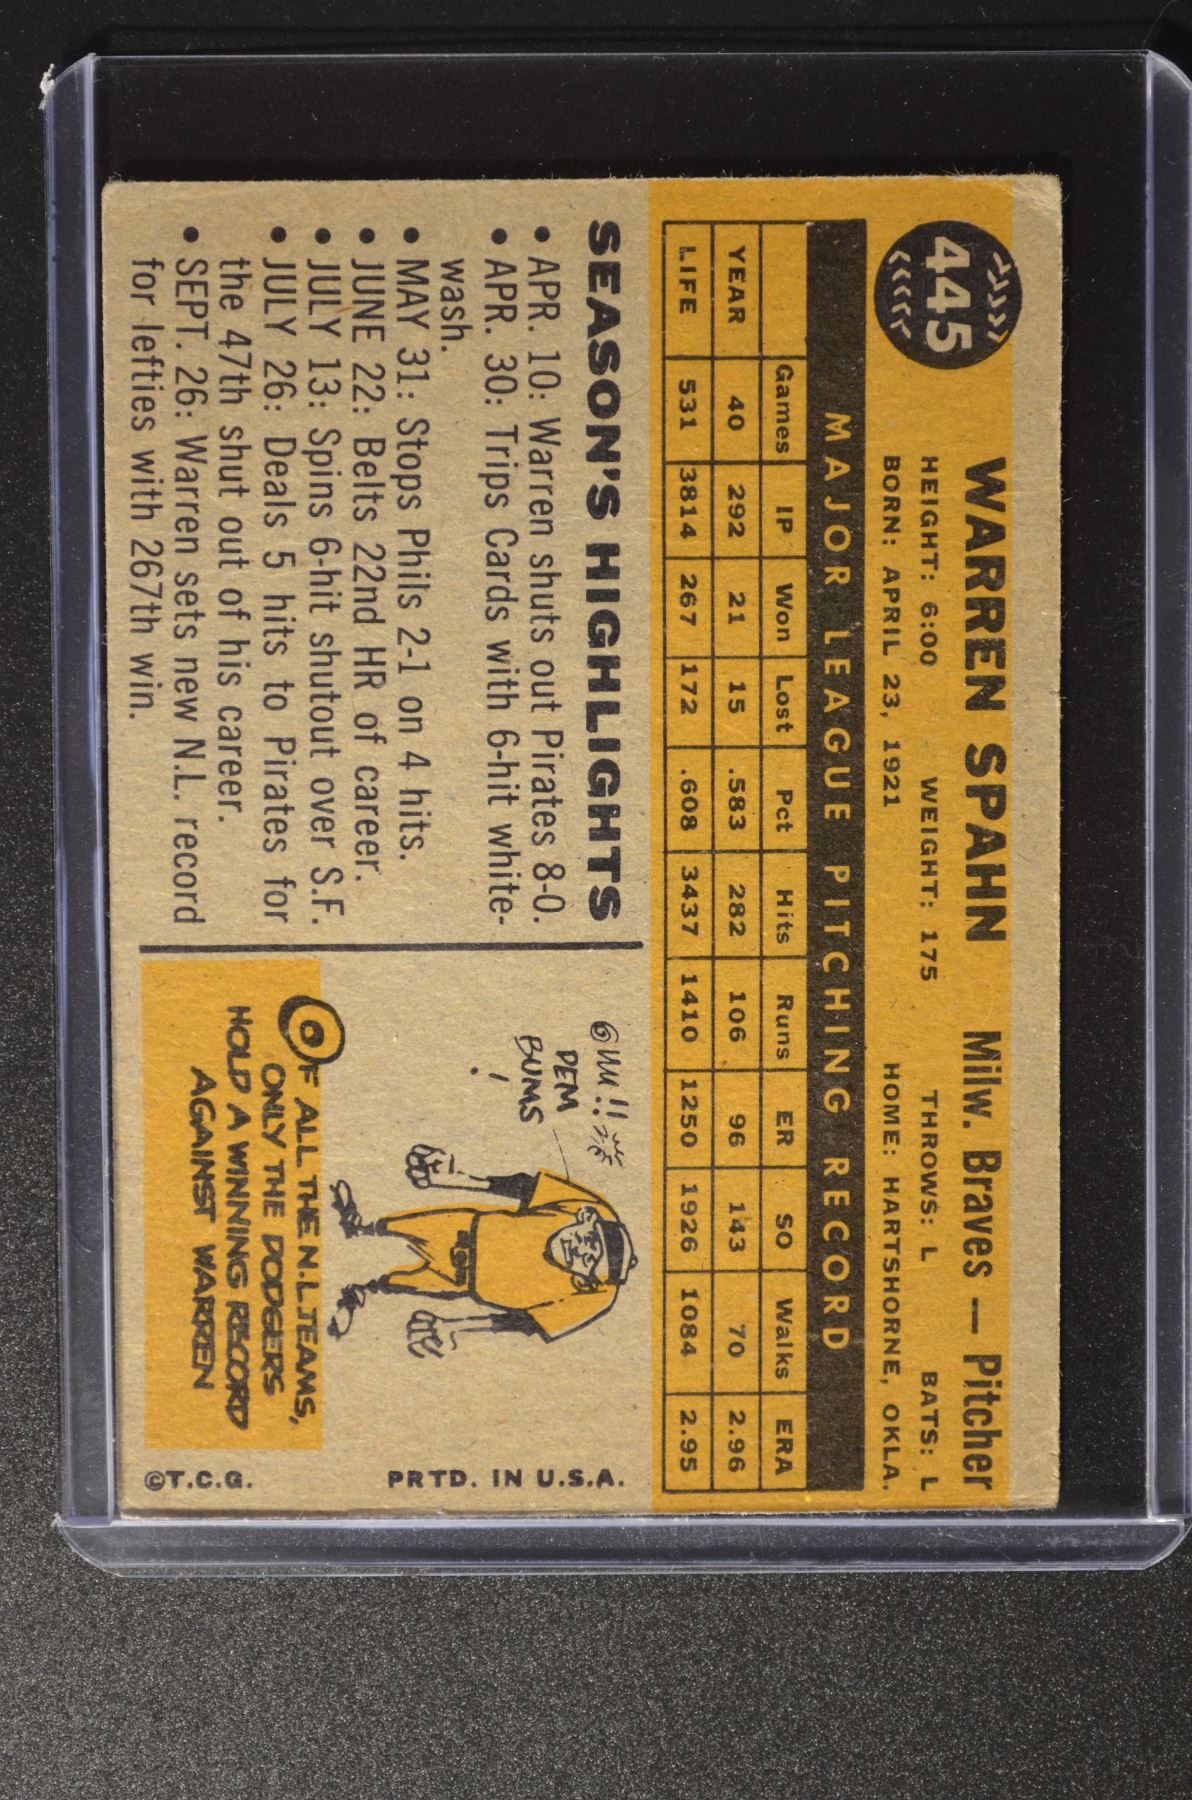 445
WARREN SPAHN Milw. Braves — Pitcher
HEIGHT: 6:00 WEIGHT: 175 THROWS: L BATS: L
BORN: APRIL 23, 1921 HOME: HARTSHORNE, OKLA.
MAJOR LEAGUE PITCHING RECORD
Games IP Won Lost Pct Hits Runs ER SO Walks ERA
YEAR 40 292 21 15 .583 282 106 96 143 70 2.96
LIFE 531 3814 267 172 .608 3437 1410 1250 1926 1084 2.95
SEASON'S HIGHLIGHTS
• APR. 10: Warren shuts out Pirates 8-0.
• APR. 30: Trips Cards with 6-hit white-
wash.
• MAY 31: Stops Phils 2-1 on 4 hits.
• JUNE 22: Belts 22nd HR of career.
• JULY 13: Spins 6-hit shutout over S.F.
• JULY 26: Deals 5 hits to Pirates for
the 47th shut out of his career.
• SEPT. 26: Warren sets new N.L. record
for lefties with 267th win.
DEM
BUMS
!
OF ALL THE N.L. TEAMS,
ONLY THE DODGERS
HOLD A WINNING RECORD
AGAINST WARREN
©T.C.G. PRTD. IN U.S.A.